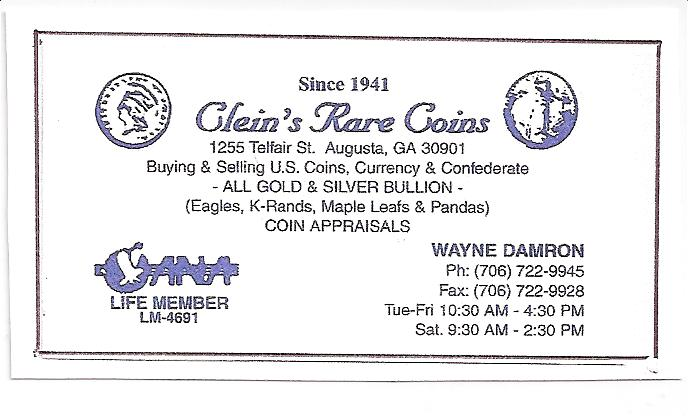 Since 1941
Clein's Rare Coins
1255 Telfair St. Augusta, GA 30901
Buying & Selling U.S. Coins, Currency & Confederate
- ALL GOLD & SILVER BULLION -
(Eagles, K-Rands, Maple Leafs & Pandas)
COIN APPRAISALS
ANA
LIFE MEMBER
LM-4691
WAYNE DAMRON
Ph: (706) 722-9945
Fax: (706) 722-9928
Tue-Fri 10:30 AM - 4:30 PM
Sat. 9:30 AM - 2:30 PM